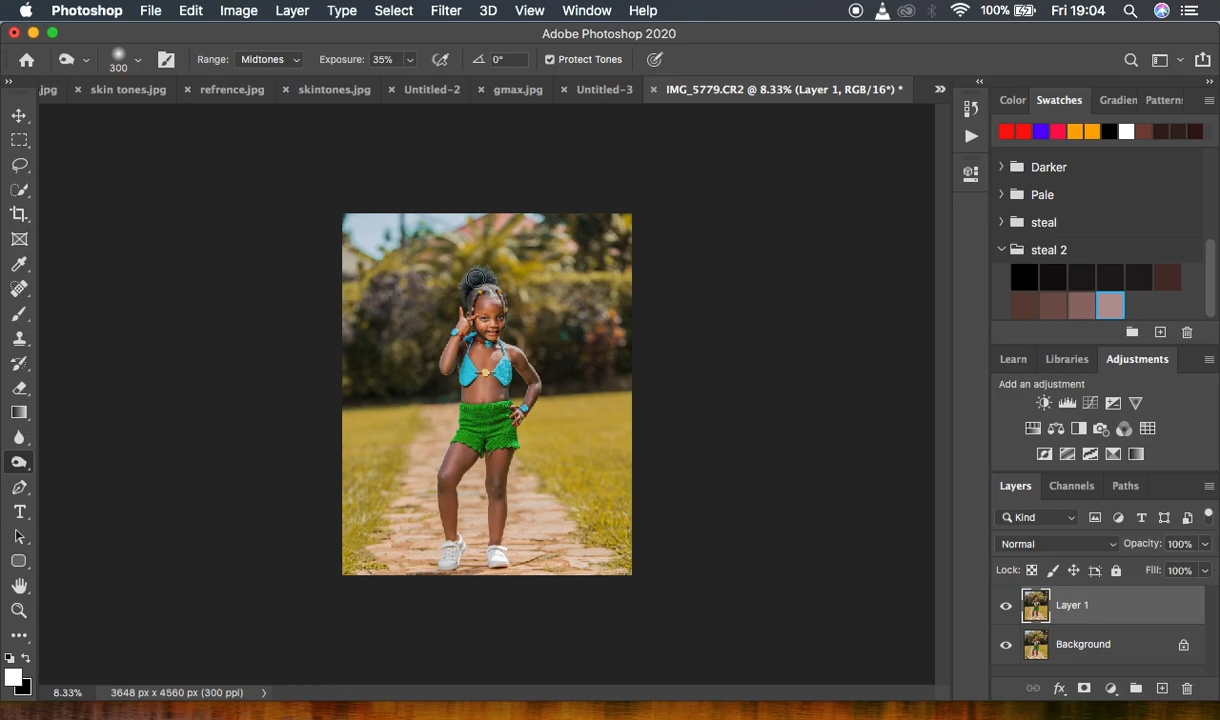 Photoshop File Edit Image Layer Type Select Filter 3D View Window Help 100% Fri 19:04
Adobe Photoshop 2020
300 Range: Midtones Exposure: 35% 0° Protect Tones
.jpg × skin tones.jpg × refrence.jpg × skintones.jpg × Untitled-2 × gmax.jpg × Untitled-3 × IMG_5779.CR2 @ 8.33% (Layer 1, RGB/16*) *
Color Swatches Gradien Patterns
Darker
Pale
steal
steal 2
Learn Libraries Adjustments
Add an adjustment
Layers Channels Paths
Kind
Normal Opacity: 100%
Lock: Fill: 100%
Layer 1
Background
fx
8.33% 3648 px x 4560 px (300 ppi)